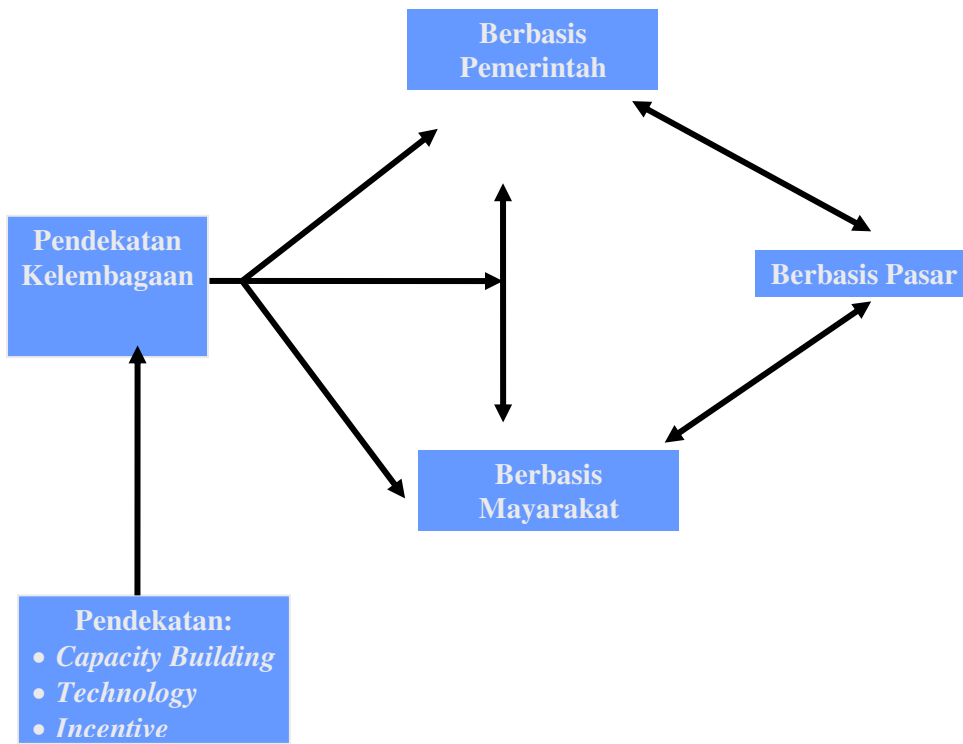 Berbasis
Pemerintah
Pendekatan
Kelembagaan
Berbasis Pasar
Berbasis
Mayarakat
Pendekatan:
• Capacity Building
• Technology
• Incentive